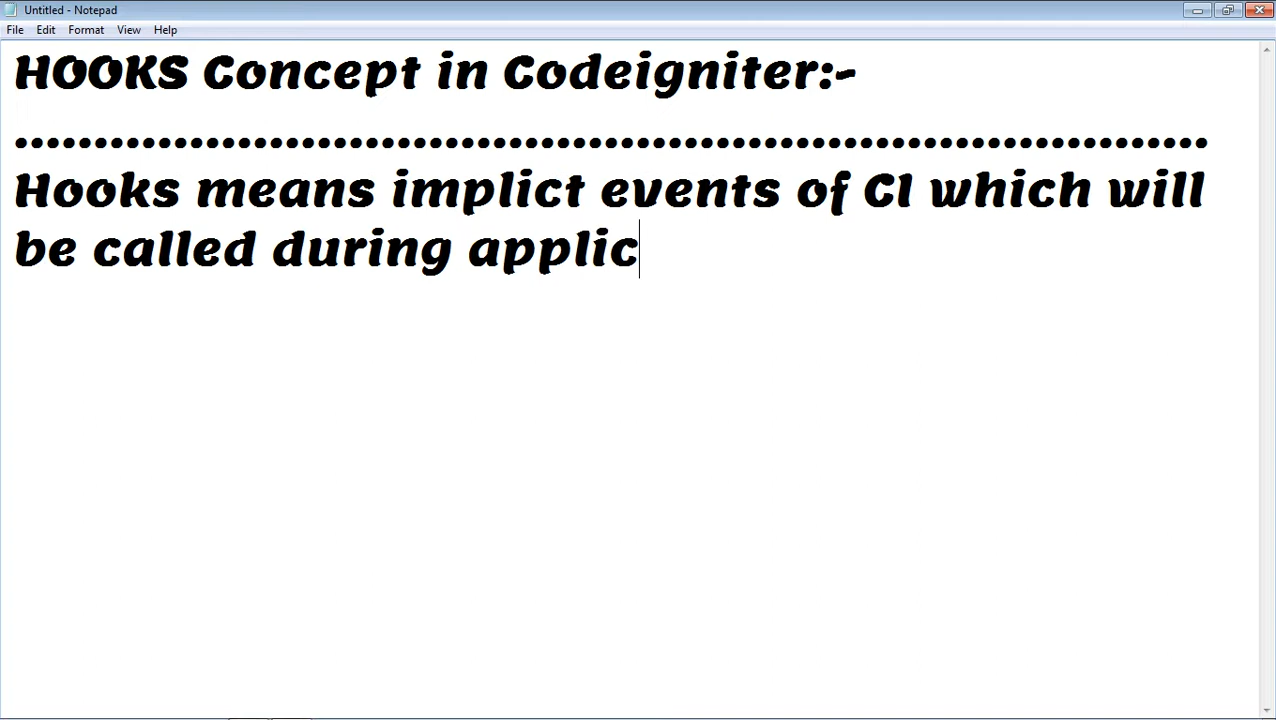 Untitled - Notepad
File Edit Format View Help
HOOKS Concept in Codeigniter:-
..........................................................................
Hooks means implict events of CI which will
be called during applic